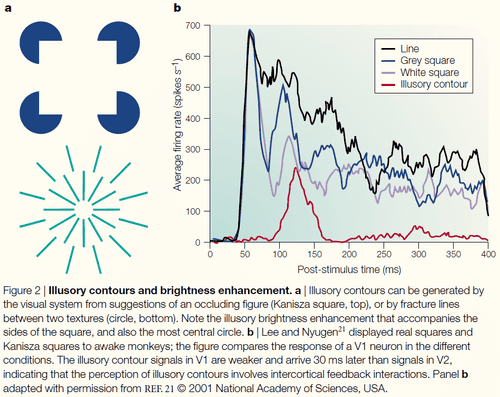 a
b
700
600
500
400
300
200
100
0
Average firing rate (spikes s⁻¹)
Line
Grey square
White square
Illusory contour
0 50 100 150 200 250 300 350 400
Post-stimulus time (ms)
Figure 2 | Illusory contours and brightness enhancement. a | Illusory contours can be generated by
the visual system from suggestions of an occluding figure (Kanisza square, top), or by fracture lines
between two textures (circle, bottom). Note the illusory brightness enhancement that accompanies
the sides of the square, and also the most central circle. b | Lee and Nyugen²¹ displayed real squares and
Kanisza squares to awake monkeys; the figure compares the response of a V1 neuron in the different
conditions. The illusory contour signals in V1 are weaker and arrive 30 ms later than signals in V2,
indicating that the perception of illusory contours involves intercortical feedback interactions. Panel b
adapted with permission from REF. 21 © 2001 National Academy of Sciences, USA.